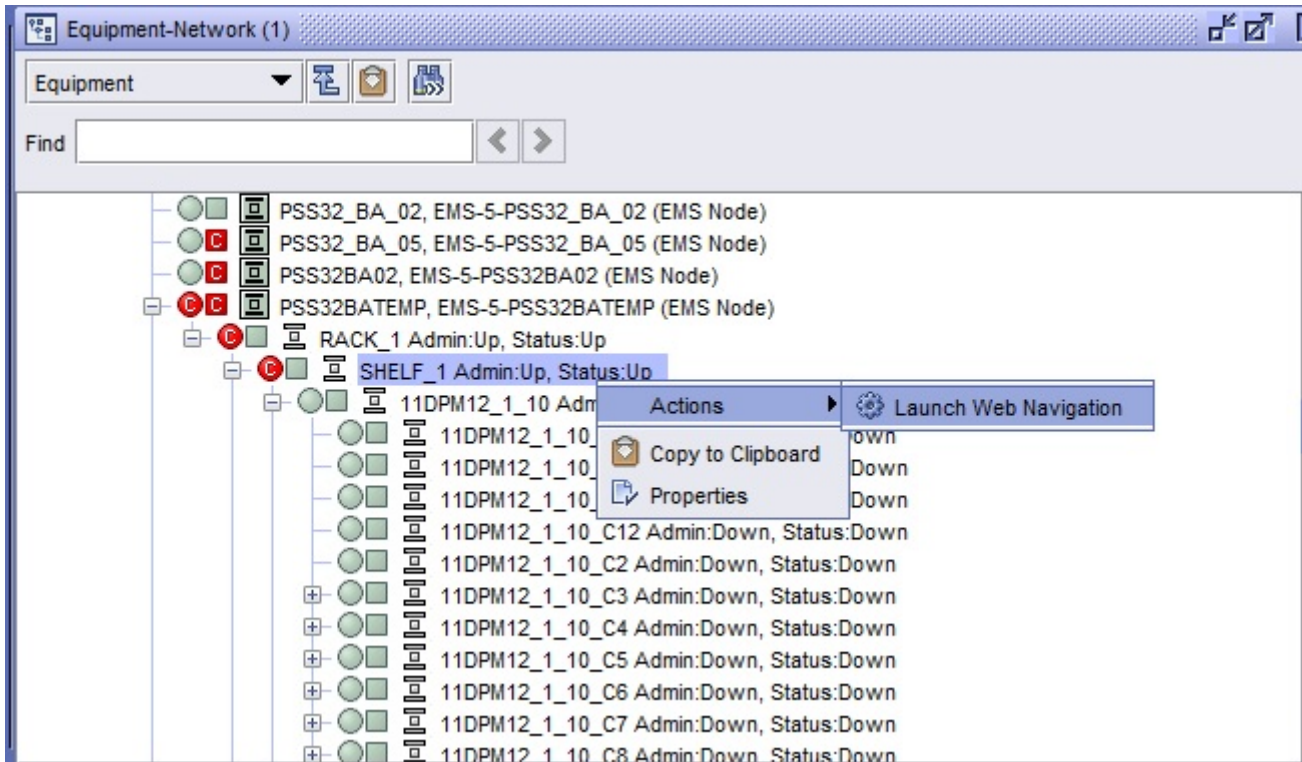 Equipment-Network (1)
Equipment
Find
PSS32_BA_02, EMS-5-PSS32_BA_02 (EMS Node)
C PSS32_BA_05, EMS-5-PSS32_BA_05 (EMS Node)
C PSS32BA02, EMS-5-PSS32BA02 (EMS Node)
C C PSS32BATEMP, EMS-5-PSS32BATEMP (EMS Node)
C RACK_1 Admin:Up, Status:Up
C SHELF_1 Admin:Up, Status:Up
11DPM12_1_10 Adm Actions Launch Web Navigation
11DPM12_1_10_ Down
11DPM12_1_10 Copy to Clipboard Down
11DPM12_1_10 Properties Down
11DPM12_1_10_C12 Admin:Down, Status:Down
11DPM12_1_10_C2 Admin:Down, Status:Down
11DPM12_1_10_C3 Admin:Down, Status:Down
11DPM12_1_10_C4 Admin:Down, Status:Down
11DPM12_1_10_C5 Admin:Down, Status:Down
11DPM12_1_10_C6 Admin:Down, Status:Down
11DPM12_1_10_C7 Admin:Down, Status:Down
11DPM12_1_10_C8 Admin:Down, Status:Down